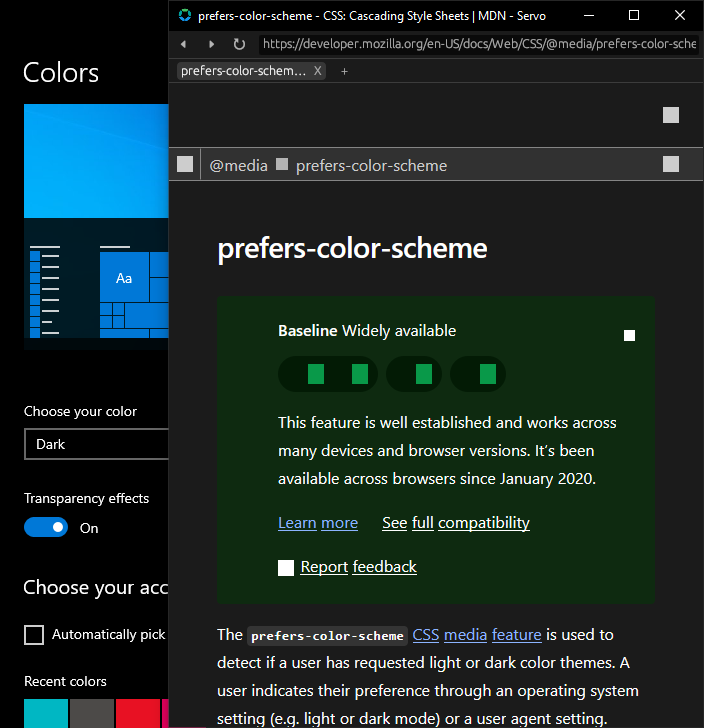 prefers-color-scheme - CSS: Cascading Style Sheets | MDN - Servo
https://developer.mozilla.org/en-US/docs/Web/CSS/@media/prefers-color-sche
prefers-color-schem... X +
@media prefers-color-scheme
prefers-color-scheme
Baseline Widely available
This feature is well established and works across
many devices and browser versions. It’s been
available across browsers since January 2020.
Learn more See full compatibility
Report feedback
The prefers-color-scheme CSS media feature is used to
detect if a user has requested light or dark color themes. A
user indicates their preference through an operating system
setting (e.g. light or dark mode) or a user agent setting.
Colors
Aa
Choose your color
Dark
Transparency effects
On
Choose your acc
Automatically pick
Recent colors